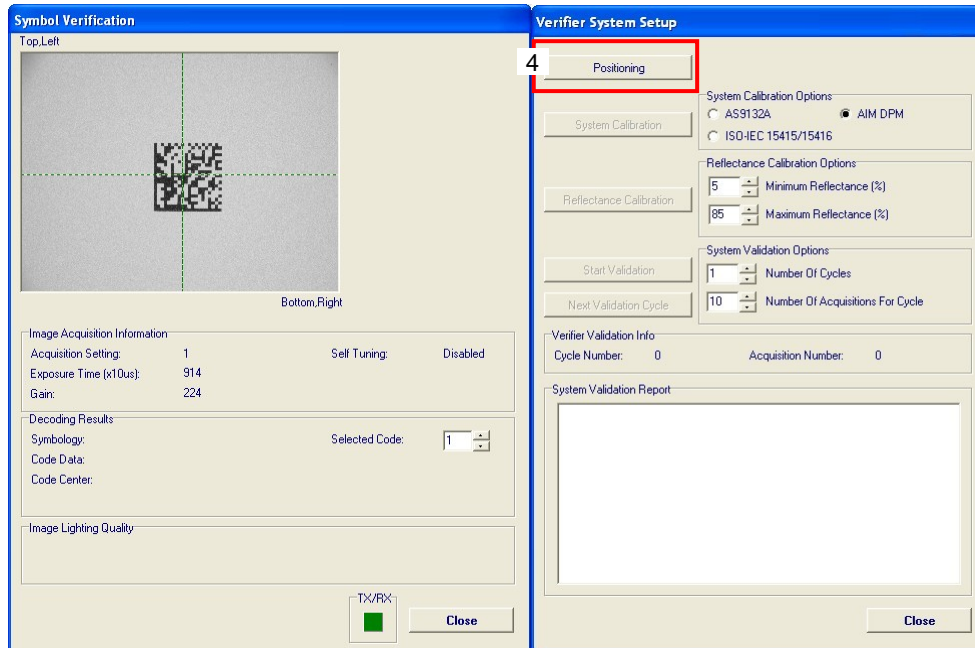 Symbol Verification
Top,Left
Bottom,Right
Image Acquisition Information
Acquisition Setting: 1 Self Tuning: Disabled
Exposure Time (x10us): 914
Gain: 224
Decoding Results
Symbology: Selected Code: 1
Code Data:
Code Center:
Image Lighting Quality
TX/RX
Close
Verifier System Setup
4
Positioning
System Calibration
System Calibration Options
AS9132A AIM DPM
ISO-IEC 15415/15416
Reflectance Calibration
Reflectance Calibration Options
5 Minimum Reflectance (%)
85 Maximum Reflectance (%)
Start Validation
Next Validation Cycle
System Validation Options
1 Number Of Cycles
10 Number Of Acquisitions For Cycle
Verifier Validation Info
Cycle Number: 0 Acquisition Number: 0
System Validation Report
Close